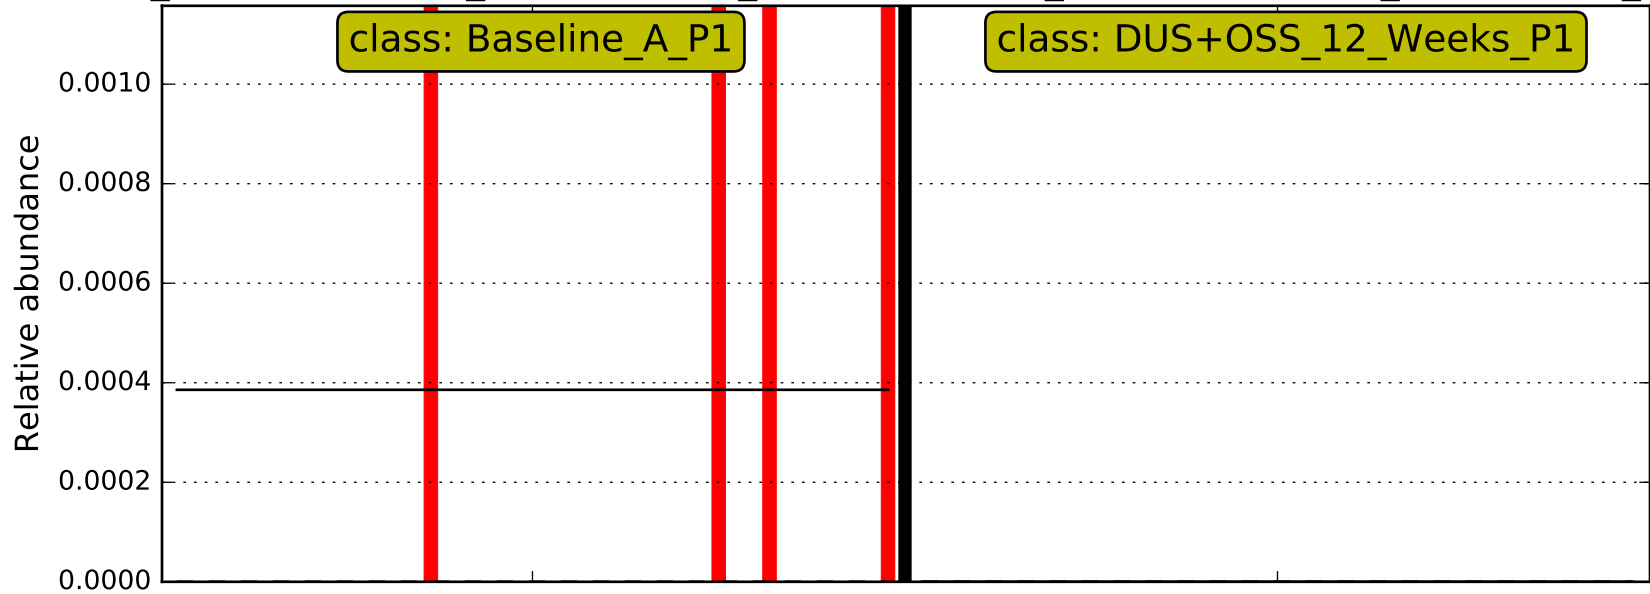 class: Baseline_A_P1
class: DUS+OSS_12_Weeks_P1
0.0010
0.0008
0.0006
0.0004
0.0002
0.0000
Relative abundance